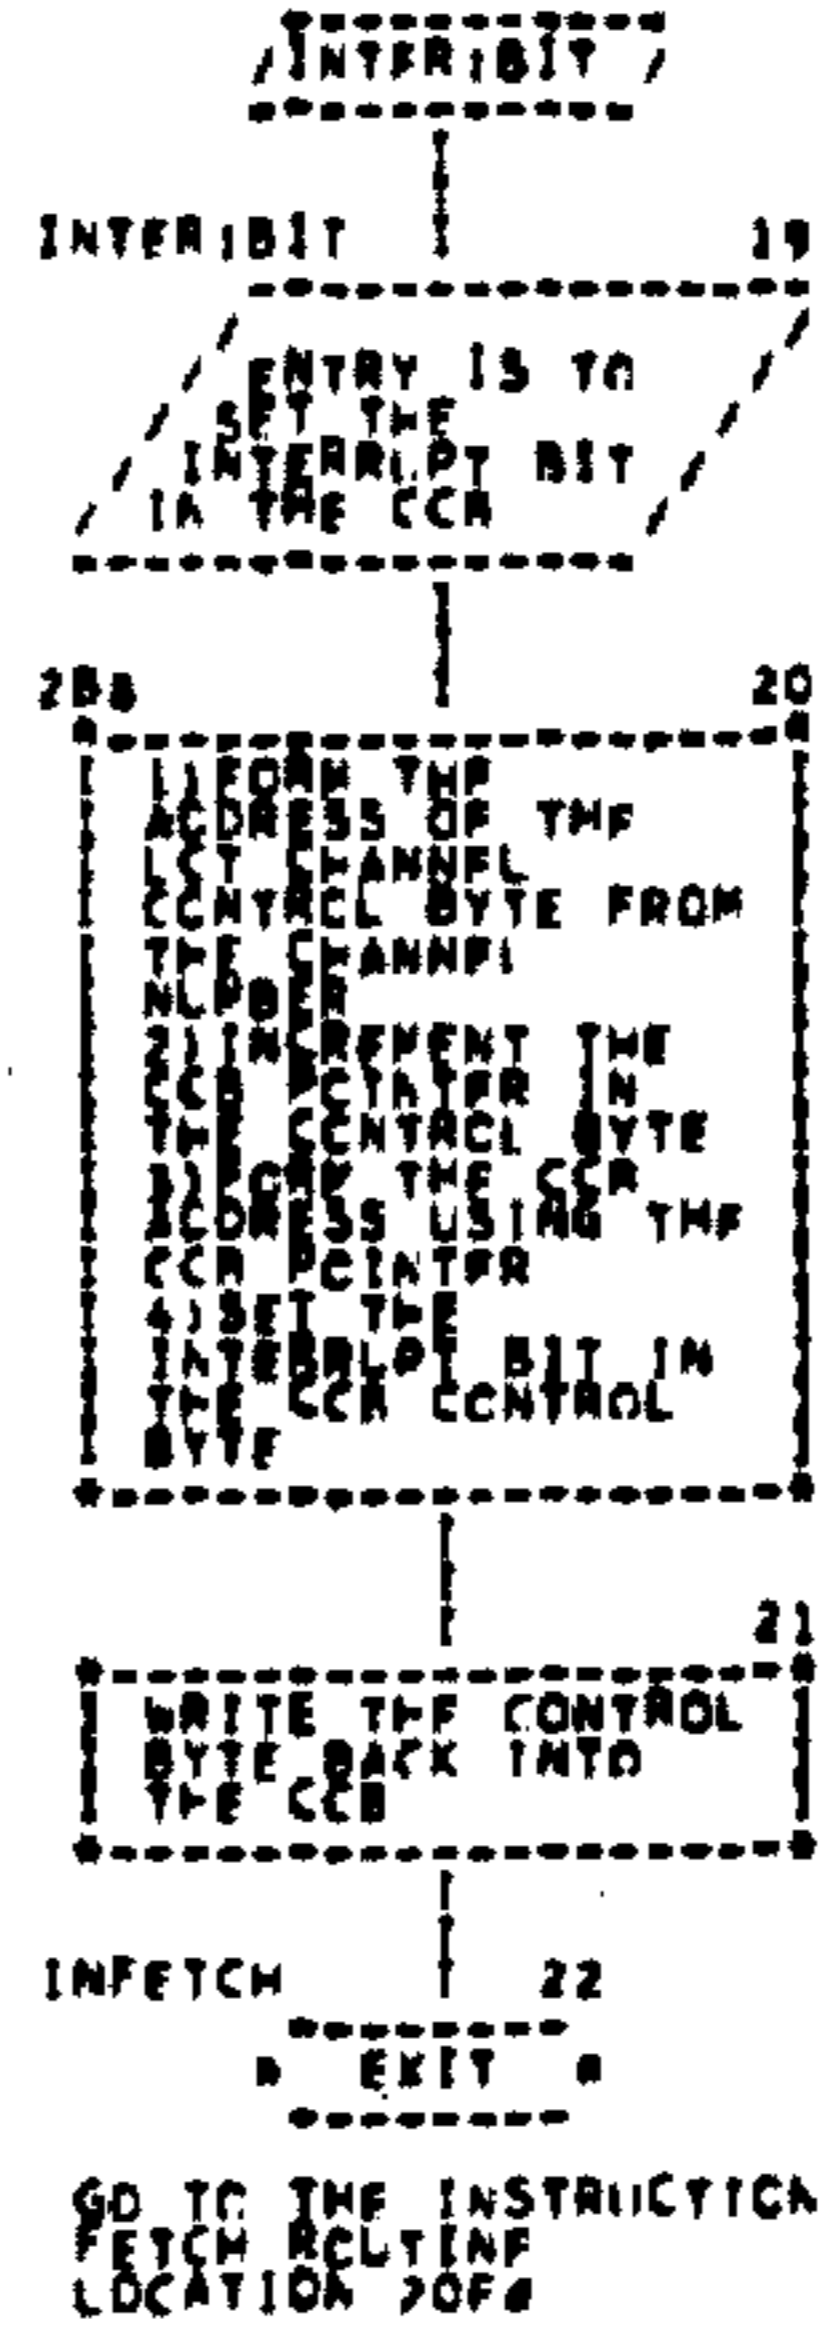 /INTERIBIT /
INTERIBIT 19
ENTRY IS TO
SET THE
INTERRUPT BIT
IN THE CCB
2B8 20
1)FORM THE
ADDRESS OF THE
LCT CHANNEL
CONTROL BYTE FROM
THE CHANNEL
NUMBER
2)INCREMENT THE
CCB POINTER IN
THE CONTROL BYTE
3)FORM THE CCB
ADDRESS USING THE
CCB POINTER
4)SET THE
INTERRUPT BIT IN
THE CCB CONTROL
BYTE
21
WRITE THE CONTROL
BYTE BACK INTO
THE CCB
INFETCH 22
EXIT
GO TO THE INSTRUCTION
FETCH ROUTINE
LOCATION